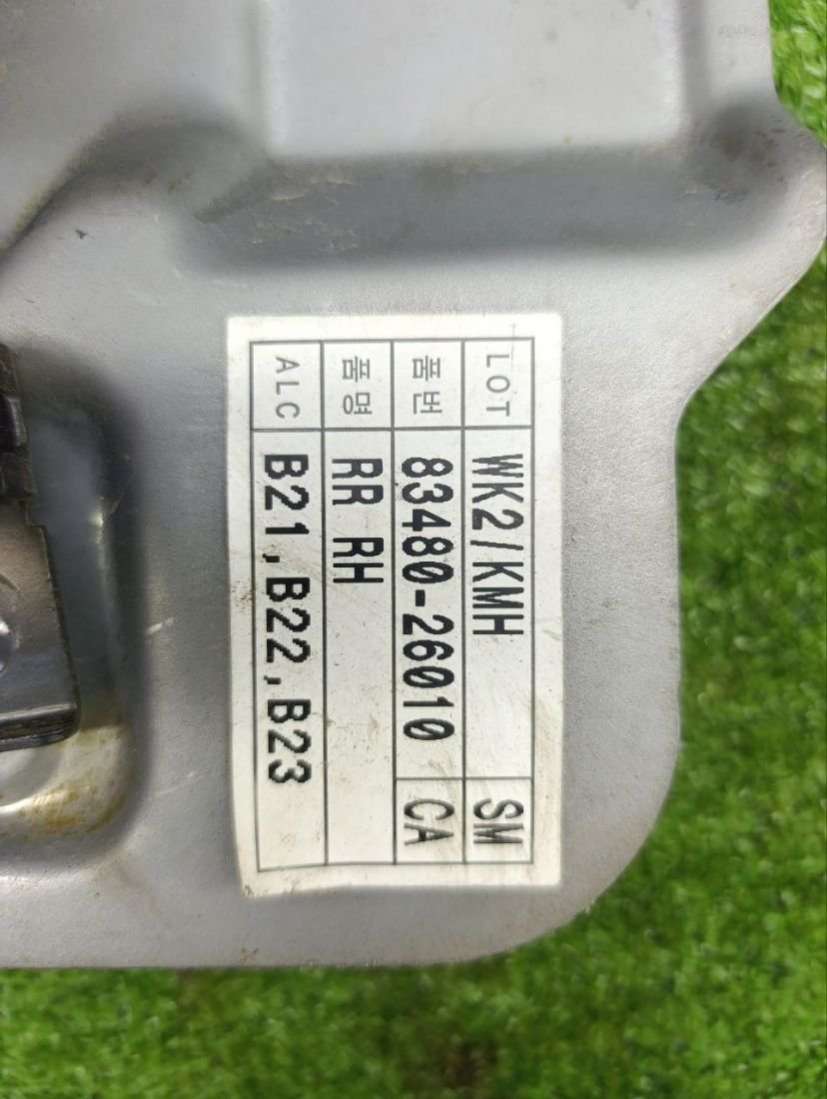 LOT WK2/KMH SM
품번 83480-26010 CA
품명 RR RH
ALC B21,B22,B23